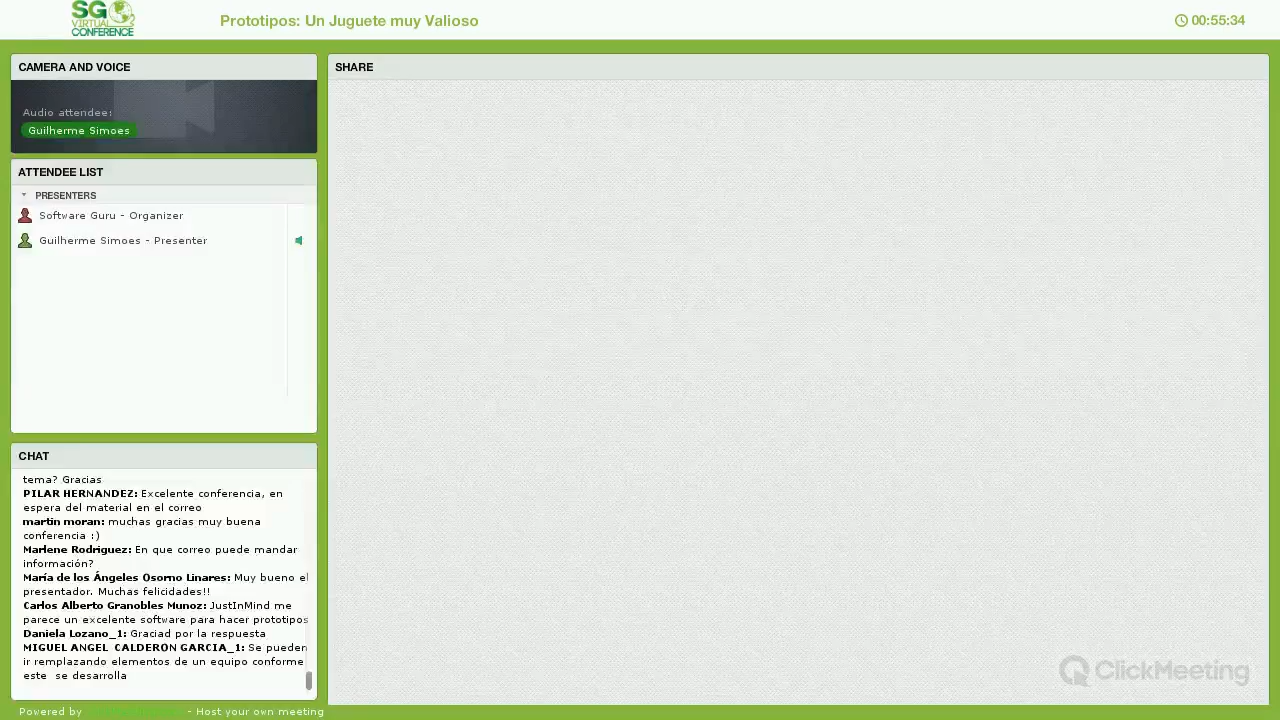 SG
VIRTUAL
CONFERENCE
Prototipos: Un Juguete muy Valioso
00:55:34
CAMERA AND VOICE
Audio attendee:
Guilherme Simoes
ATTENDEE LIST
PRESENTERS
Software Guru - Organizer
Guilherme Simoes - Presenter
CHAT
tema? Gracias
PILAR HERNANDEZ: Excelente conferencia, en
espera del material en el correo
martin moran: muchas gracias muy buena
conferencia :)
Marlene Rodriguez: En que correo puede mandar
información?
María de los Ángeles Osorno Linares: Muy bueno el
presentador. Muchas felicidades!!
Carlos Alberto Granobles Munoz: JustInMind me
parece un excelente software para hacer prototipos
Daniela Lozano_1: Graciad por la respuesta
MIGUEL ANGEL CALDERON GARCIA_1: Se pueden
ir remplazando elementos de un equipo conforme
este se desarrolla
Powered by - Host your own meeting
SHARE
ClickMeeting